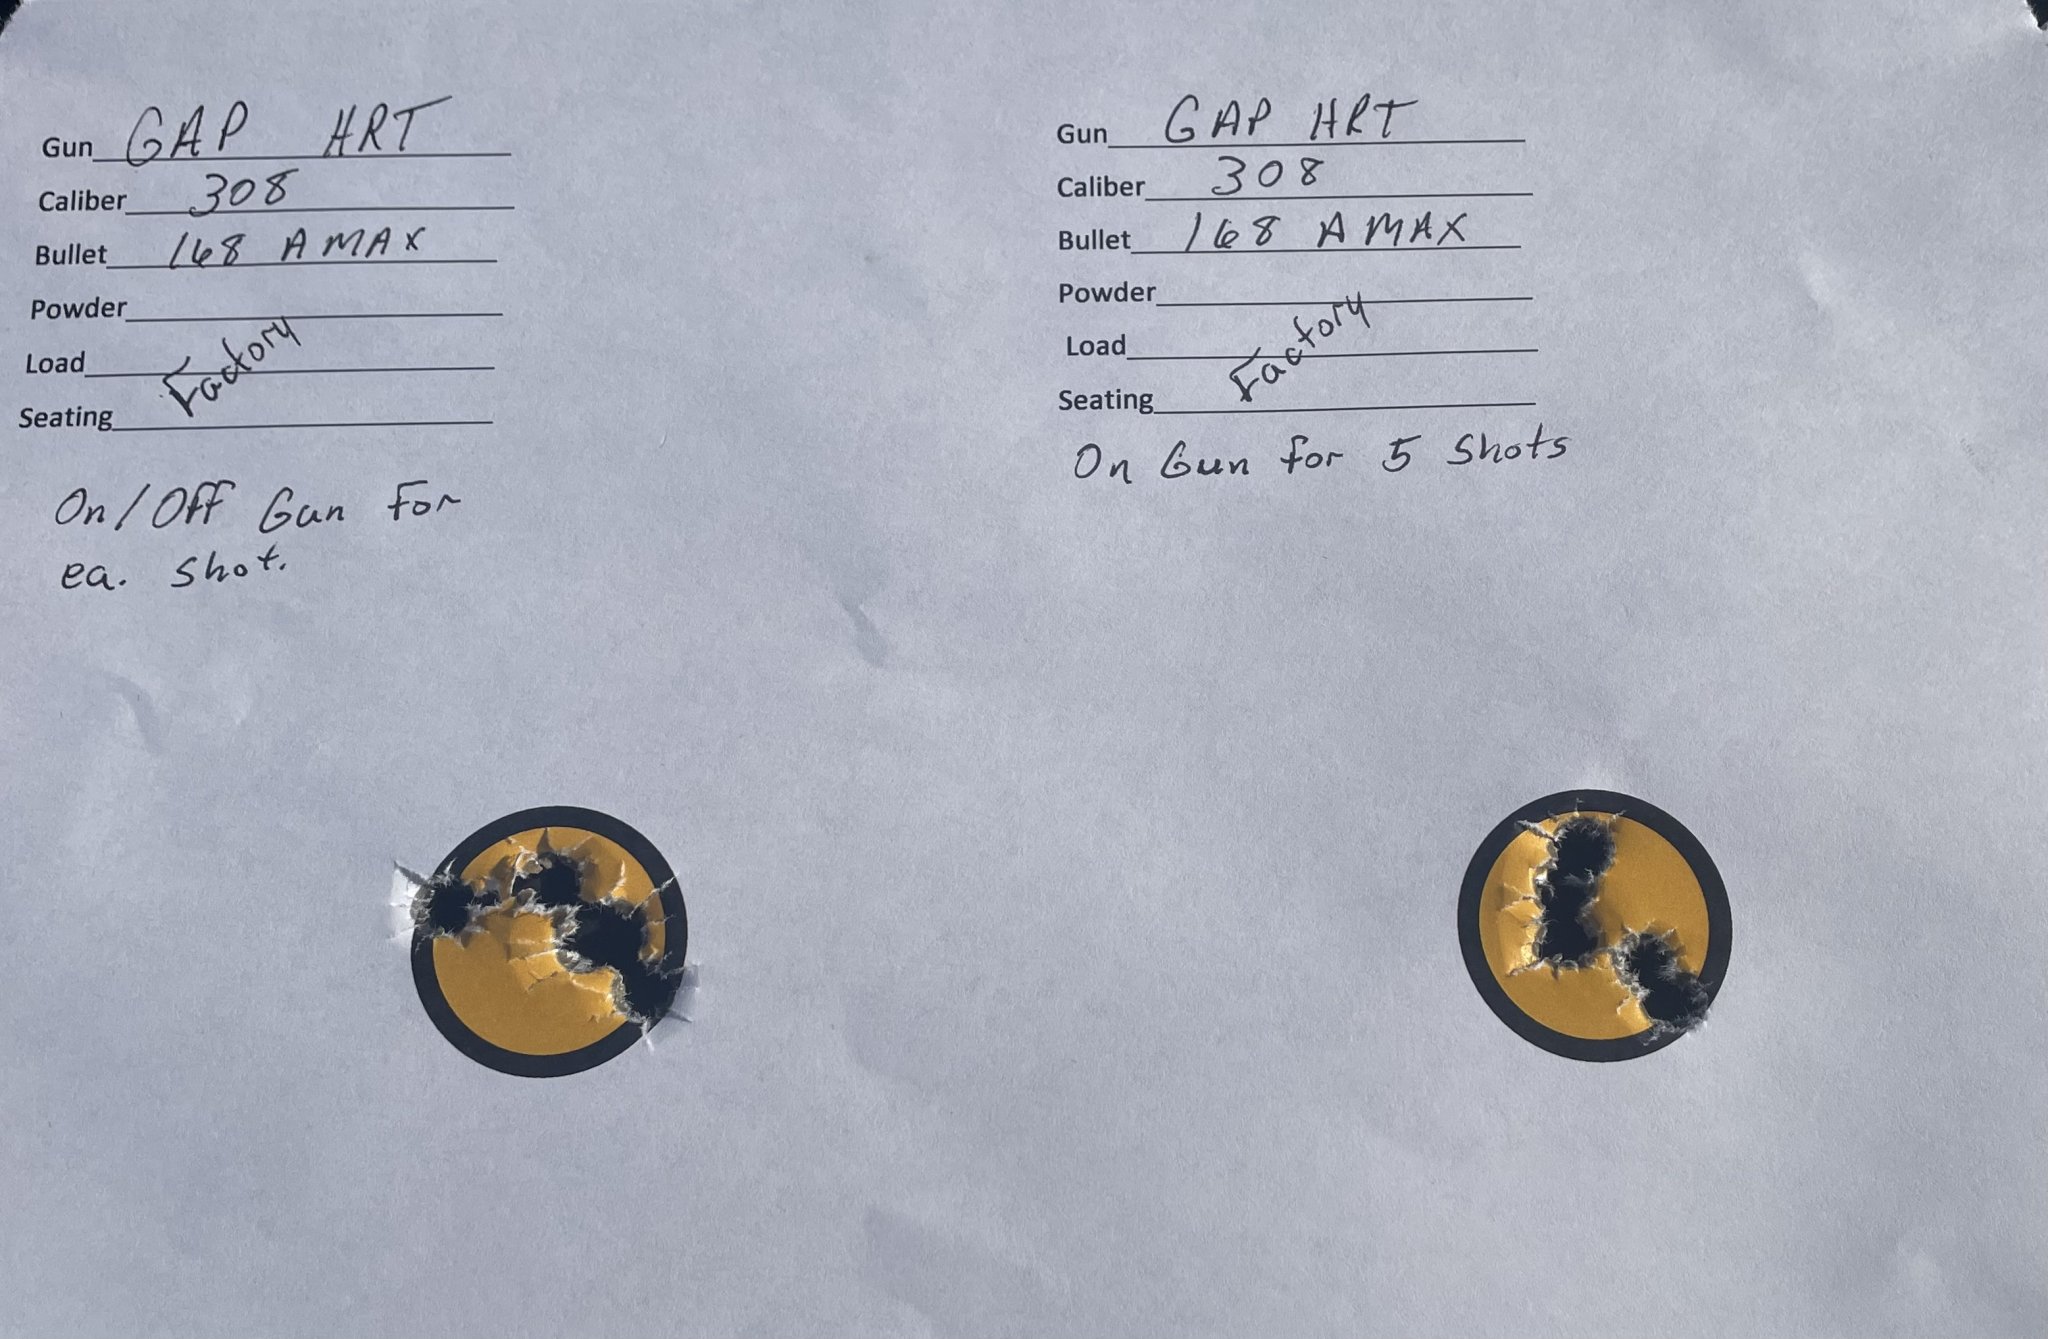 Gun GAP HRT
Caliber 308
Bullet 168 AMAX
Powder
Load Factory
Seating
On/Off Gun For
ea. Shot.
Gun GAP HRT
Caliber 308
Bullet 168 AMAX
Powder
Load Factory
Seating
On Gun for 5 Shots